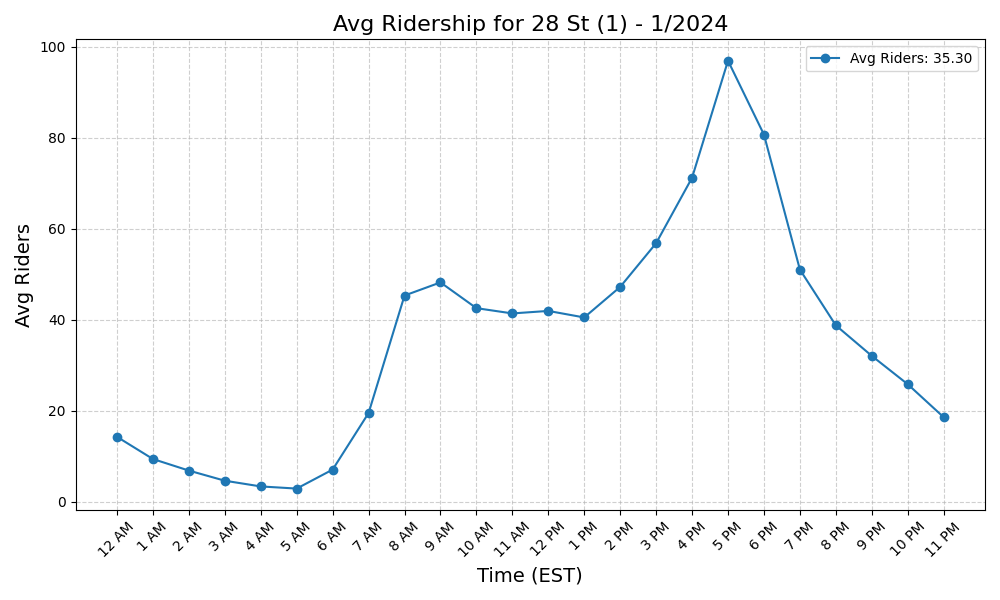 Avg Ridership for 28 St (1) - 1/2024
Avg Riders: 35.30
Avg Riders
100
80
60
40
20
0
12 AM
1 AM
2 AM
3 AM
4 AM
5 AM
6 AM
7 AM
8 AM
9 AM
10 AM
11 AM
12 PM
1 PM
2 PM
3 PM
4 PM
5 PM
6 PM
7 PM
8 PM
9 PM
10 PM
11 PM
Time (EST)